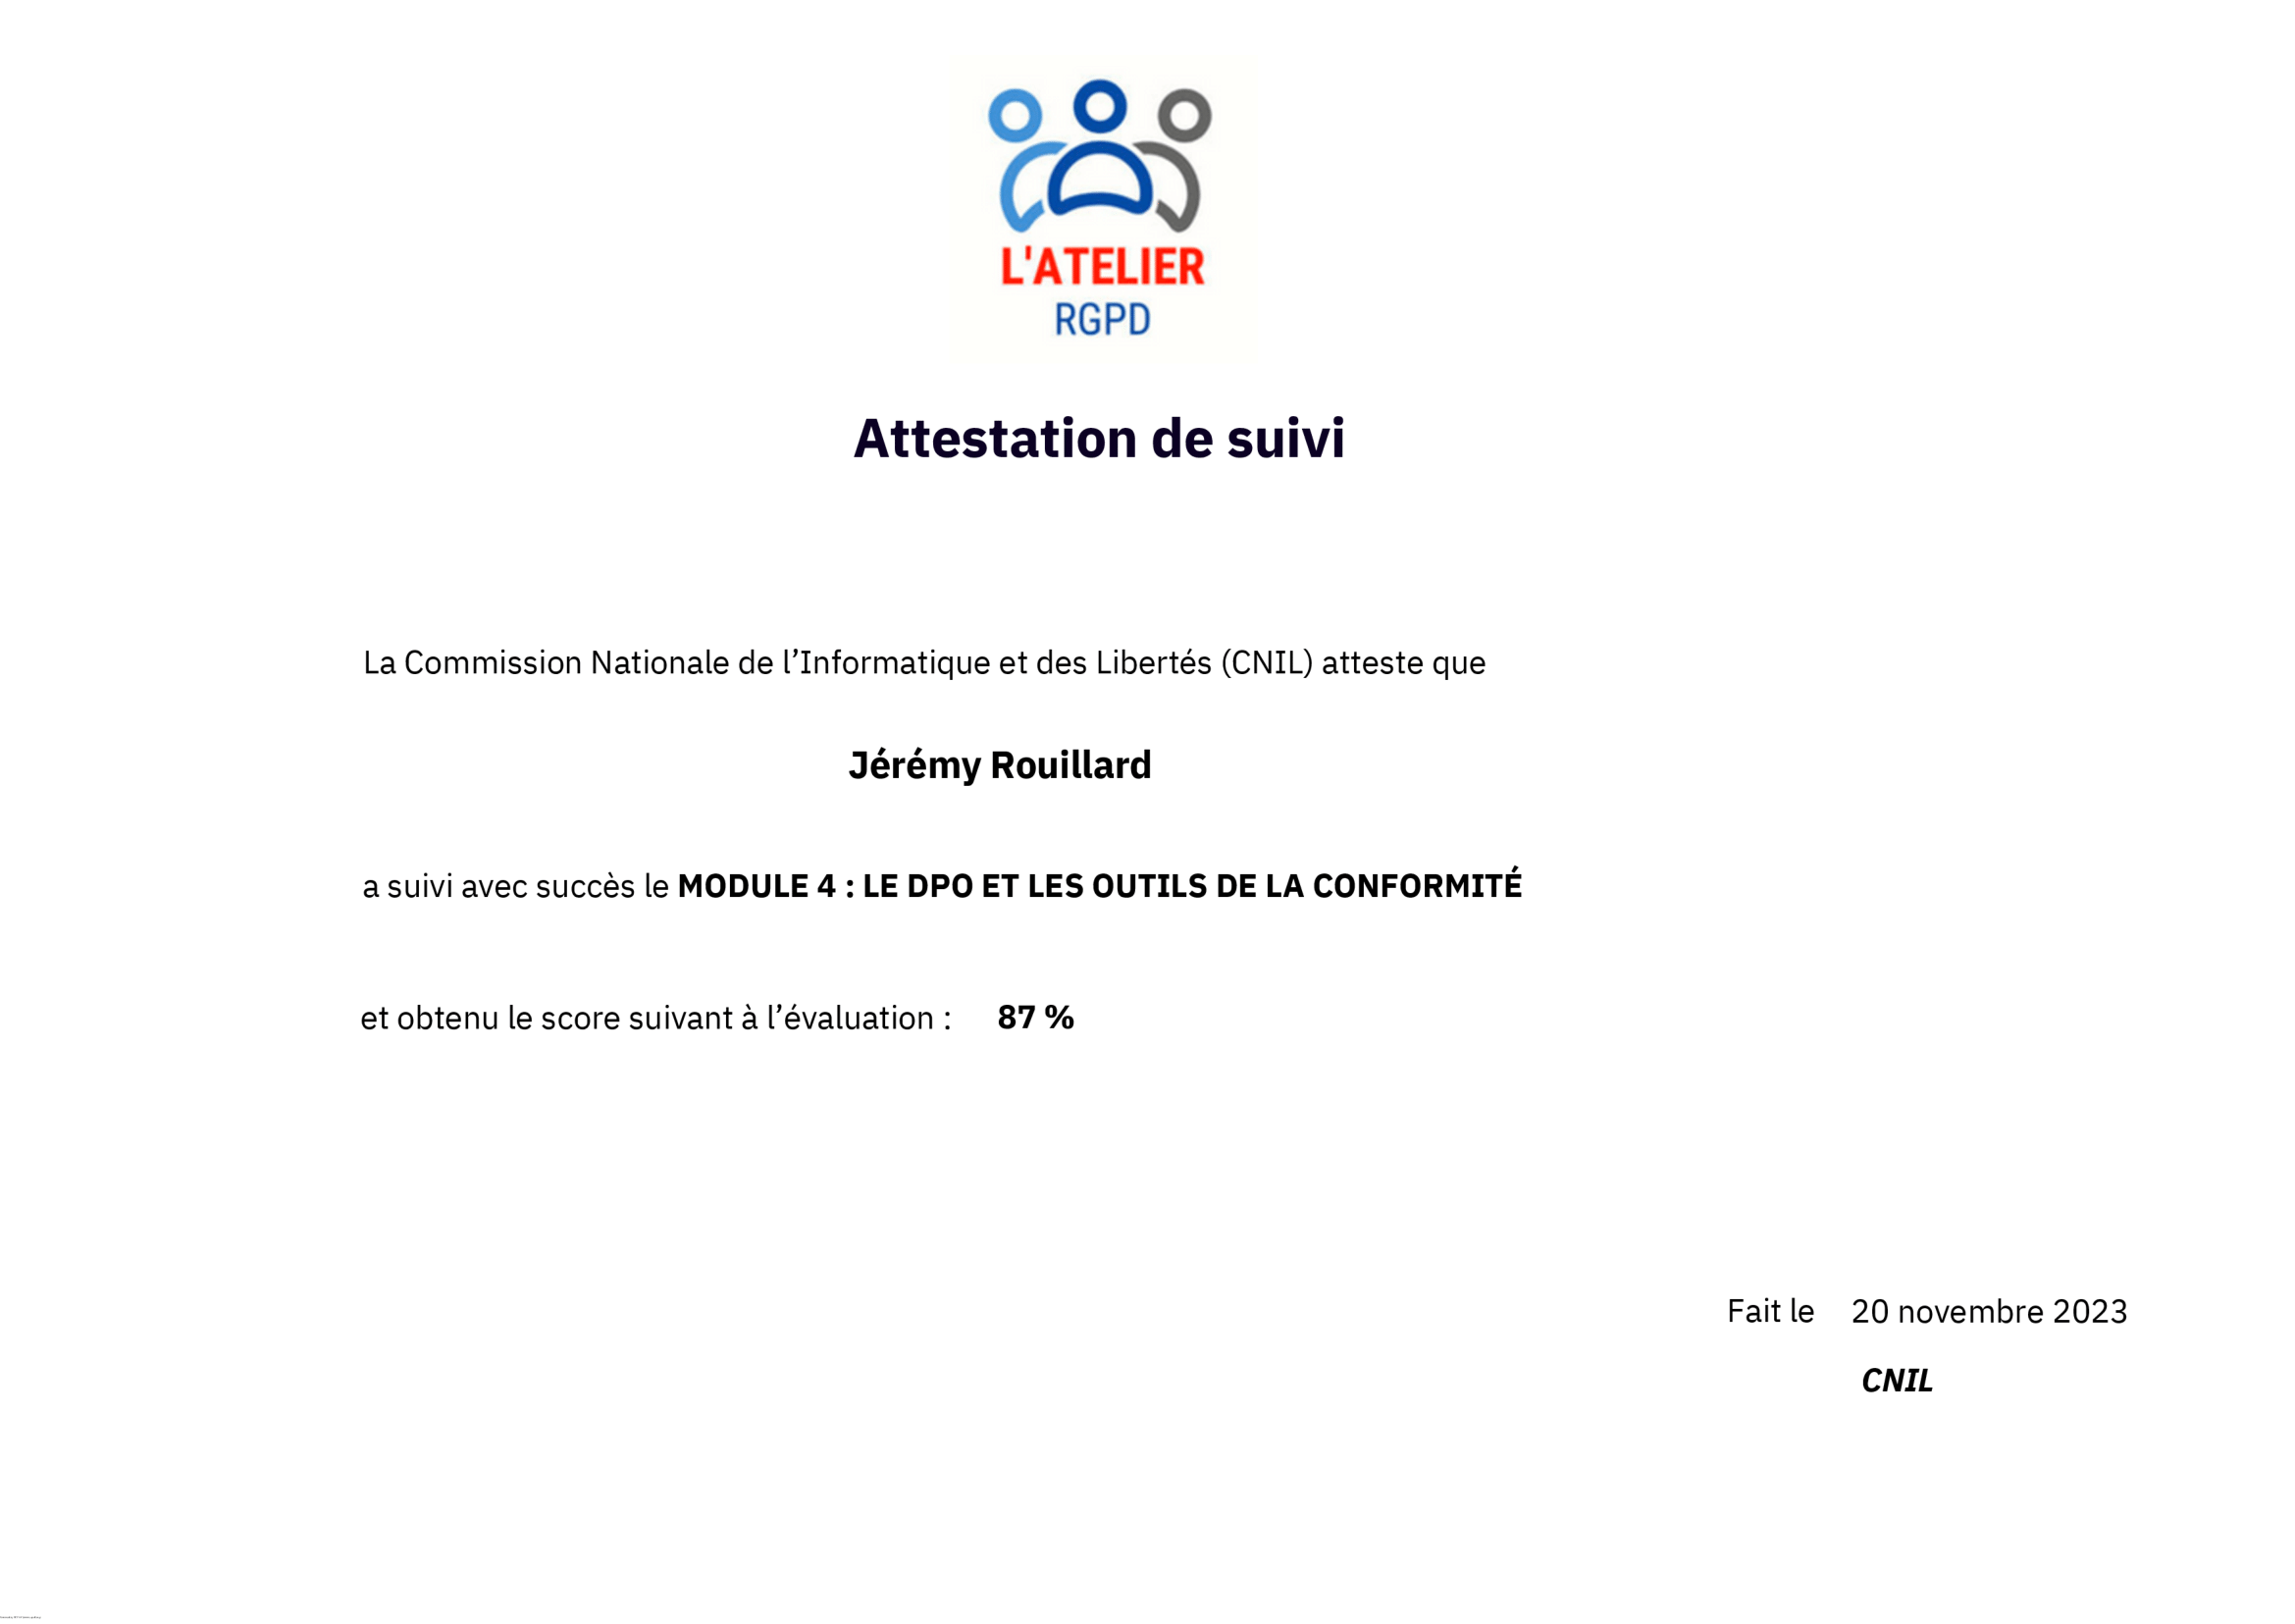 L'ATELIER
RGPD
Attestation de suivi
La Commission Nationale de l’Informatique et des Libertés (CNIL) atteste que
Jérémy Rouillard
a suivi avec succès le MODULE 4 : LE DPO ET LES OUTILS DE LA CONFORMITÉ
et obtenu le score suivant à l’évaluation : 87 %
Fait le 20 novembre 2023
CNIL